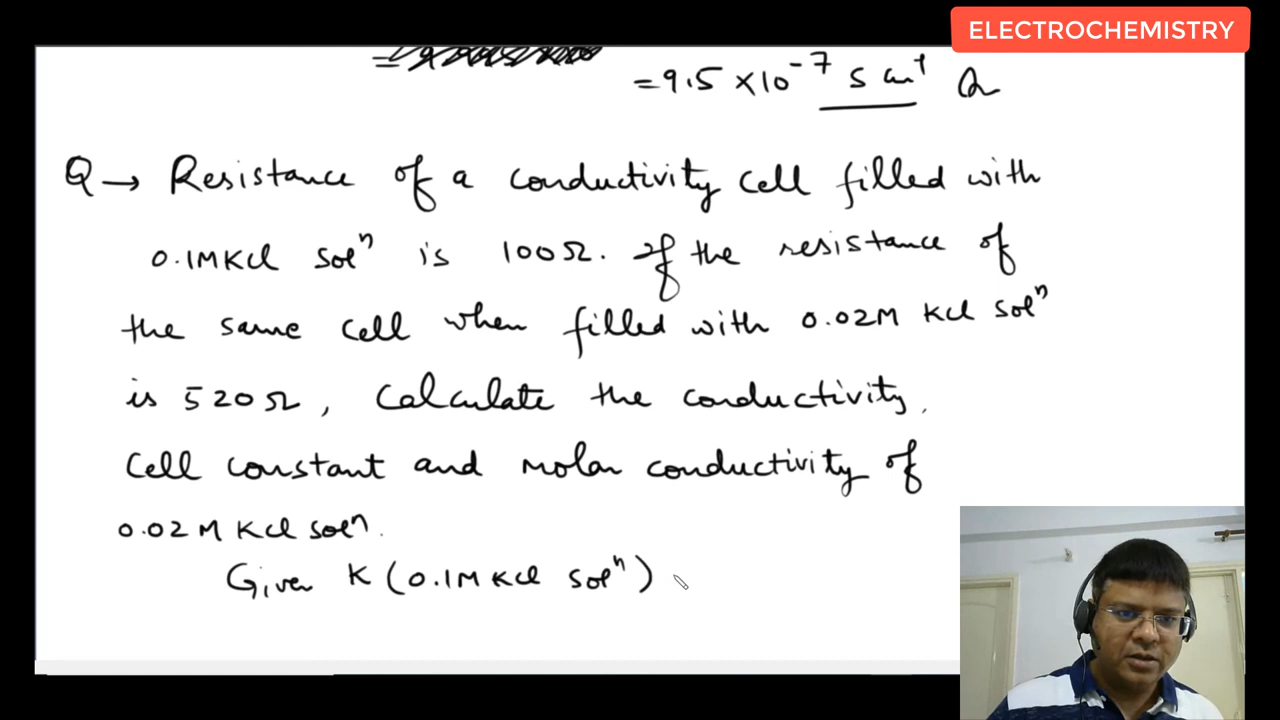 ELECTROCHEMISTRY
= 9.5 × 10⁻⁷ S cm⁻¹
Q → Resistance of a conductivity cell filled with
0.1M KCl solⁿ is 100Ω. If the resistance of
the same cell when filled with 0.02M KCl solⁿ
is 520Ω, Calculate the conductivity,
Cell constant and molar conductivity of
0.02M KCl solⁿ.
Given K (0.1M KCl solⁿ)